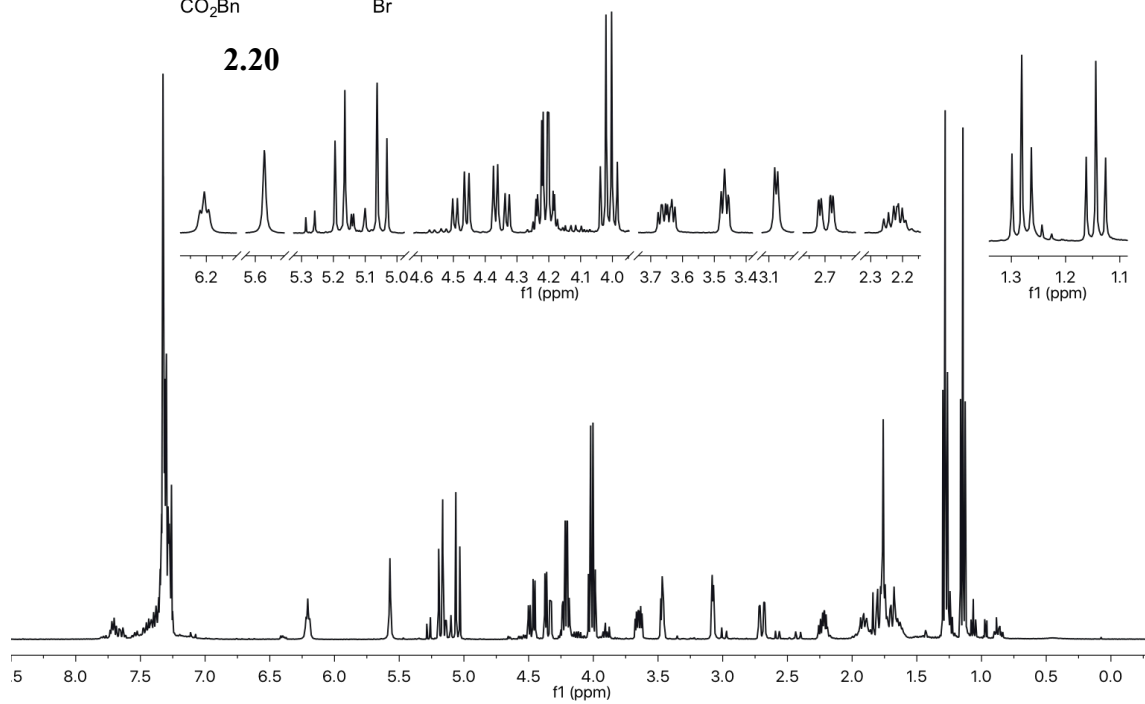 CO₂Bn Br
2.20
6.2 5.6 5.3 5.2 5.1 5.0 4.6 4.5 4.4 4.3 4.2 4.1 4.0 3.7 3.6 3.5 3.4 3.1 2.7 2.3 2.2 1.3 1.2 1.1
f1 (ppm) f1 (ppm)
.5 8.0 7.5 7.0 6.5 6.0 5.5 5.0 4.5 4.0 3.5 3.0 2.5 2.0 1.5 1.0 0.5 0.0
f1 (ppm)